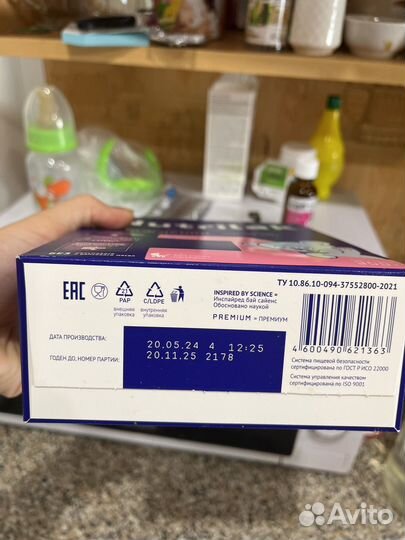 EAC
21
PAP
внешняя
упаковка
C/LDPE
внутренняя
упаковка
INSPIRED BY SCIENCE =
Инспайред бай сайенс
Обосновано наукой
PREMIUM = ПРЕМИУМ
ТУ 10.86.10-094-37552800-2021
ДАТА ПРОИЗВОДСТВА:
20.05.24 4 12:25
ГОДЕН ДО, НОМЕР ПАРТИИ:
20.11.25 2178
4 600490 621363
Система пищевой безопасности
сертифицирована по ГОСТ Р ИСО 22000
Система управления качеством
сертифицирована по ISO 9001
Avito